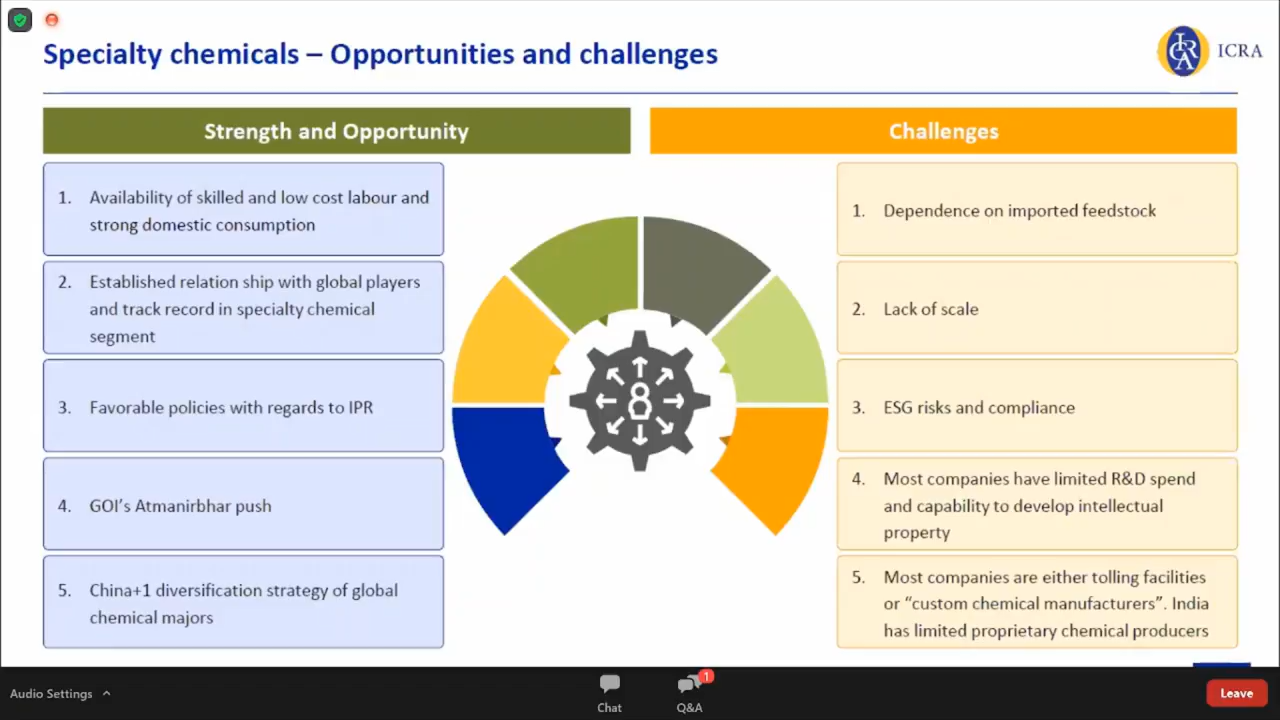 Specialty chemicals – Opportunities and challenges
ICRA
Strength and Opportunity
1. Availability of skilled and low cost labour and
strong domestic consumption
2. Established relation ship with global players
and track record in specialty chemical
segment
3. Favorable policies with regards to IPR
4. GOI's Atmanirbhar push
5. China+1 diversification strategy of global
chemical majors
Challenges
1. Dependence on imported feedstock
2. Lack of scale
3. ESG risks and compliance
4. Most companies have limited R&D spend
and capability to develop intellectual
property
5. Most companies are either tolling facilities
or “custom chemical manufacturers”. India
has limited proprietary chemical producers
Audio Settings
Chat
Q&A
1
Leave